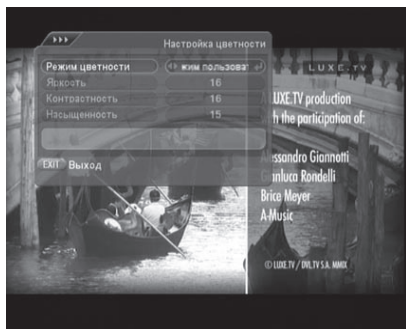 Настройка цветности
Режим цветности жим пользоват
Яркость 16
Контрастность 16
Насыщенность 15
EXIT Выход
LUXE.TV
LUXE.TV production
h the participation of:
Alessandro Giannotti
Gianluca Rondelli
Brice Meyer
A-Music
© LUXE.TV / DVL.TV S.A. MMIX